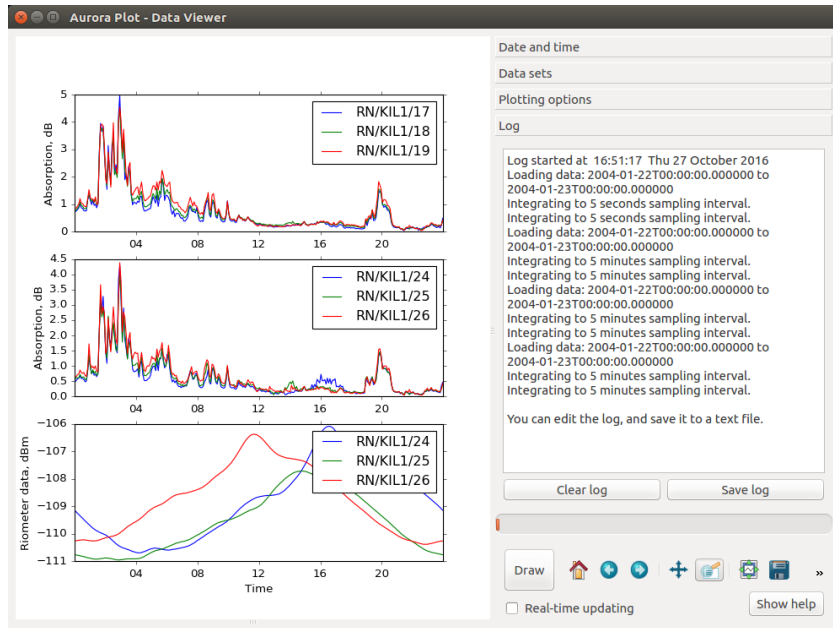 Aurora Plot - Data Viewer
5
4
3
2
1
0
Absorption, dB
RN/KIL1/17
RN/KIL1/18
RN/KIL1/19
04 08 12 16 20
4.5
4.0
3.5
3.0
2.5
2.0
1.5
1.0
0.5
0.0
Absorption, dB
RN/KIL1/24
RN/KIL1/25
RN/KIL1/26
04 08 12 16 20
−106
−107
−108
−109
−110
−111
Riometer data, dBm
RN/KIL1/24
RN/KIL1/25
RN/KIL1/26
04 08 12 16 20
Time
Date and time
Data sets
Plotting options
Log
Log started at 16:51:17 Thu 27 October 2016
Loading data: 2004-01-22T00:00:00.000000 to
2004-01-23T00:00:00.000000
Integrating to 5 seconds sampling interval.
Integrating to 5 seconds sampling interval.
Loading data: 2004-01-22T00:00:00.000000 to
2004-01-23T00:00:00.000000
Integrating to 5 minutes sampling interval.
Integrating to 5 minutes sampling interval.
Loading data: 2004-01-22T00:00:00.000000 to
2004-01-23T00:00:00.000000
Integrating to 5 minutes sampling interval.
Integrating to 5 minutes sampling interval.
Loading data: 2004-01-22T00:00:00.000000 to
2004-01-23T00:00:00.000000
Integrating to 5 minutes sampling interval.
Integrating to 5 minutes sampling interval.
You can edit the log, and save it to a text file.
Clear log Save log
Draw »
Real-time updating Show help